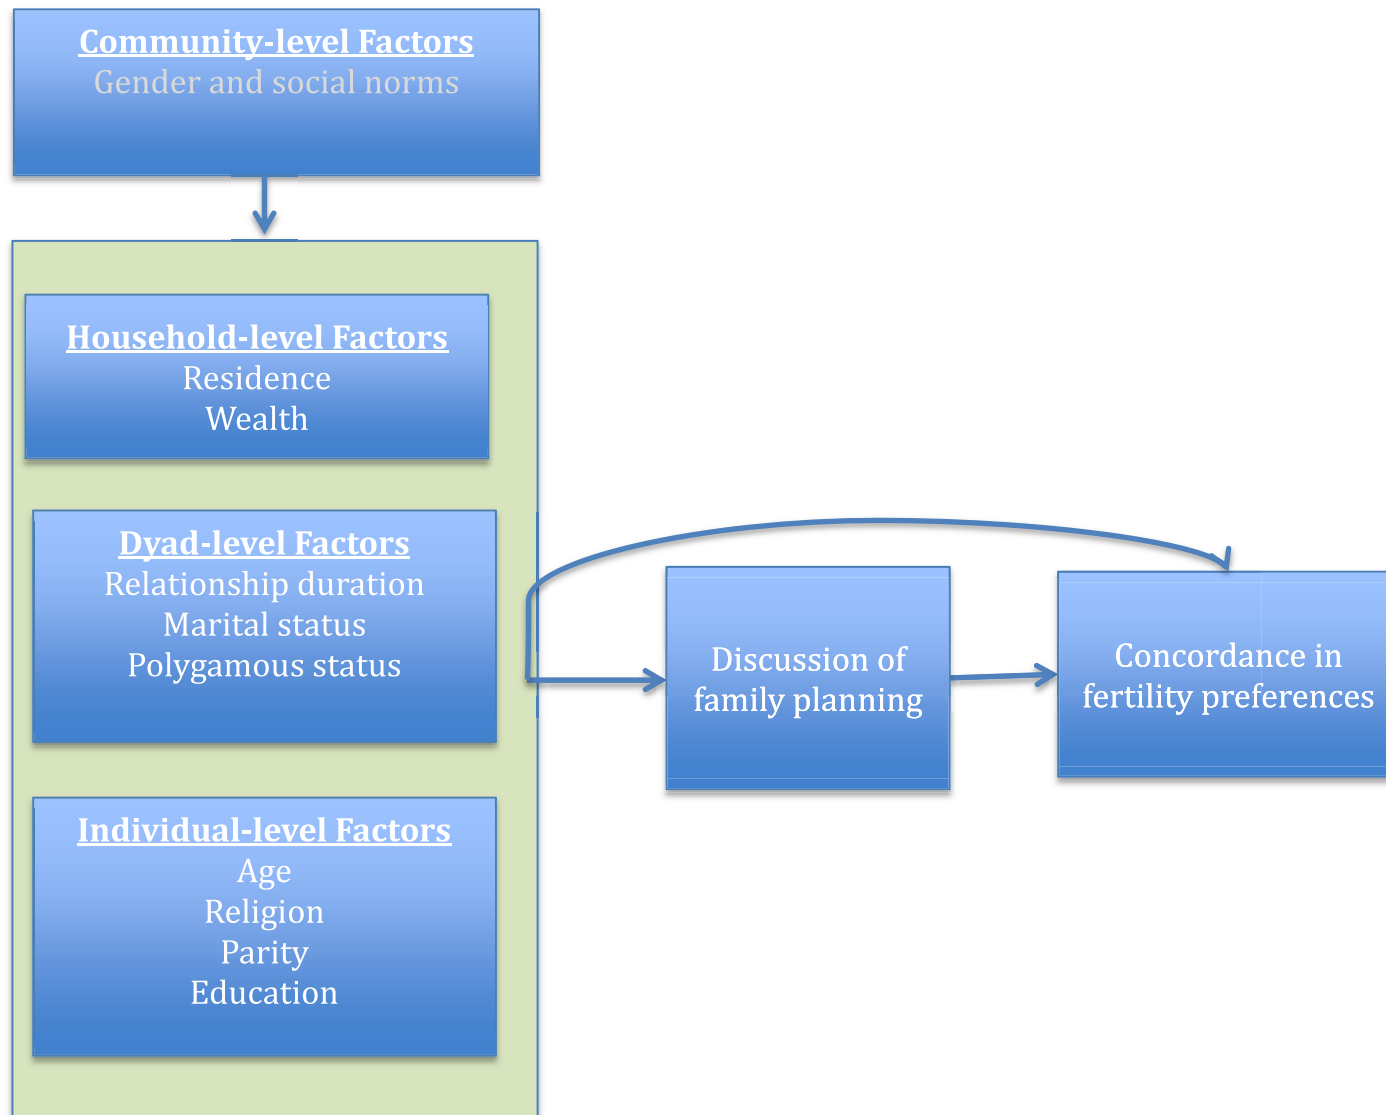 Community-level Factors
Gender and social norms
Household-level Factors
Residence
Wealth
Dyad-level Factors
Relationship duration
Marital status
Polygamous status
Individual-level Factors
Age
Religion
Parity
Education
Discussion of
family planning
Concordance in
fertility preferences